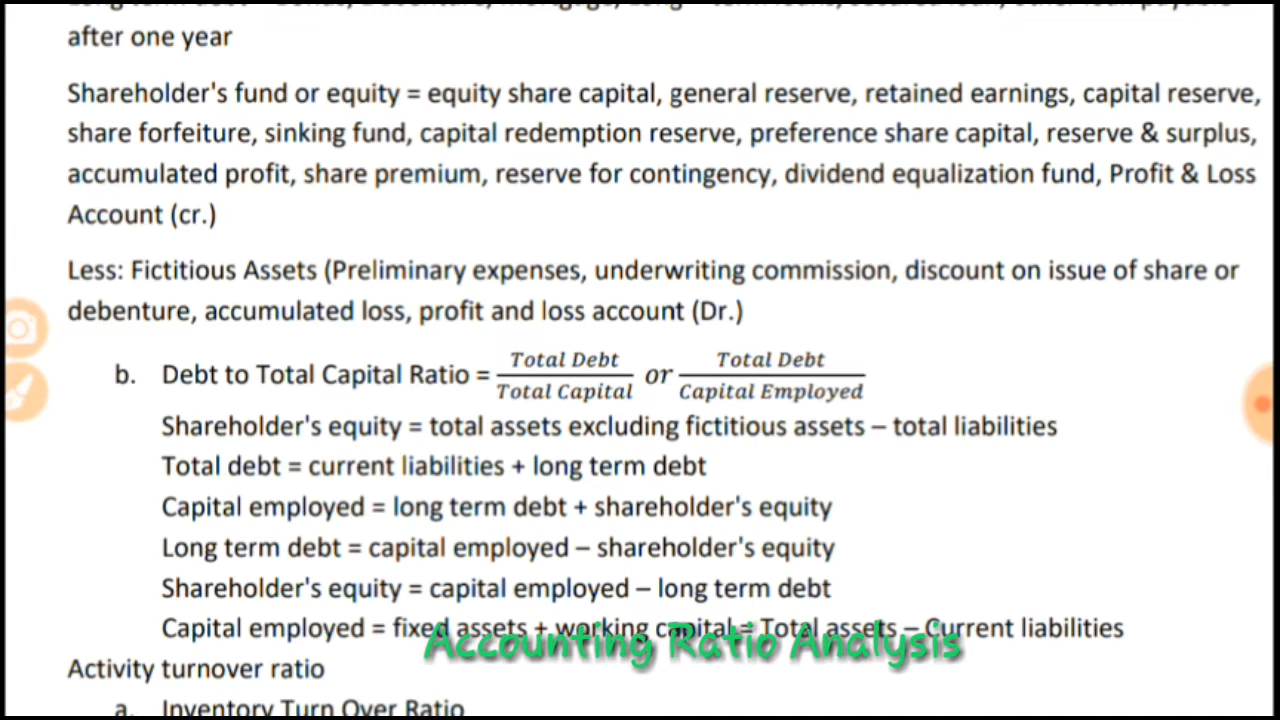 after one year
Shareholder's fund or equity = equity share capital, general reserve, retained earnings, capital reserve,
share forfeiture, sinking fund, capital redemption reserve, preference share capital, reserve & surplus,
accumulated profit, share premium, reserve for contingency, dividend equalization fund, Profit & Loss
Account (cr.)
Less: Fictitious Assets (Preliminary expenses, underwriting commission, discount on issue of share or
debenture, accumulated loss, profit and loss account (Dr.)
b. Debt to Total Capital Ratio = Total Debt / Total Capital or Total Debt / Capital Employed
Shareholder's equity = total assets excluding fictitious assets – total liabilities
Total debt = current liabilities + long term debt
Capital employed = long term debt + shareholder's equity
Long term debt = capital employed – shareholder's equity
Shareholder's equity = capital employed – long term debt
Capital employed = fixed assets + working capital = Total assets – Current liabilities
Accounting Ratio Analysis
Activity turnover ratio
a. Inventory Turn Over Ratio